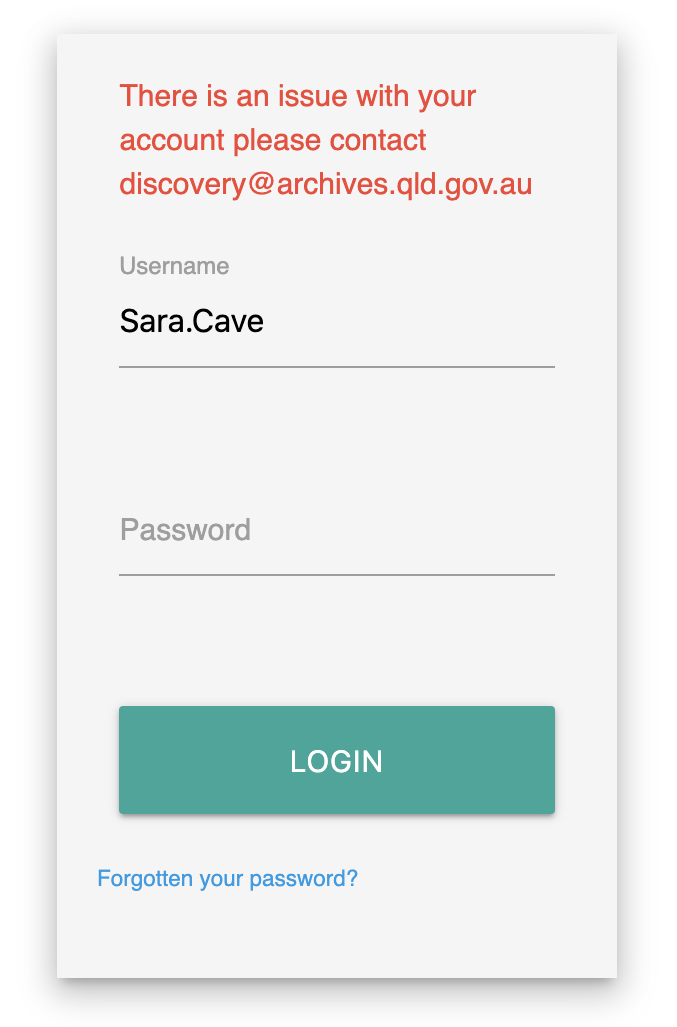 There is an issue with your
account please contact
discovery@archives.qld.gov.au
Username
Sara.Cave
Password
LOGIN
Forgotten your password?